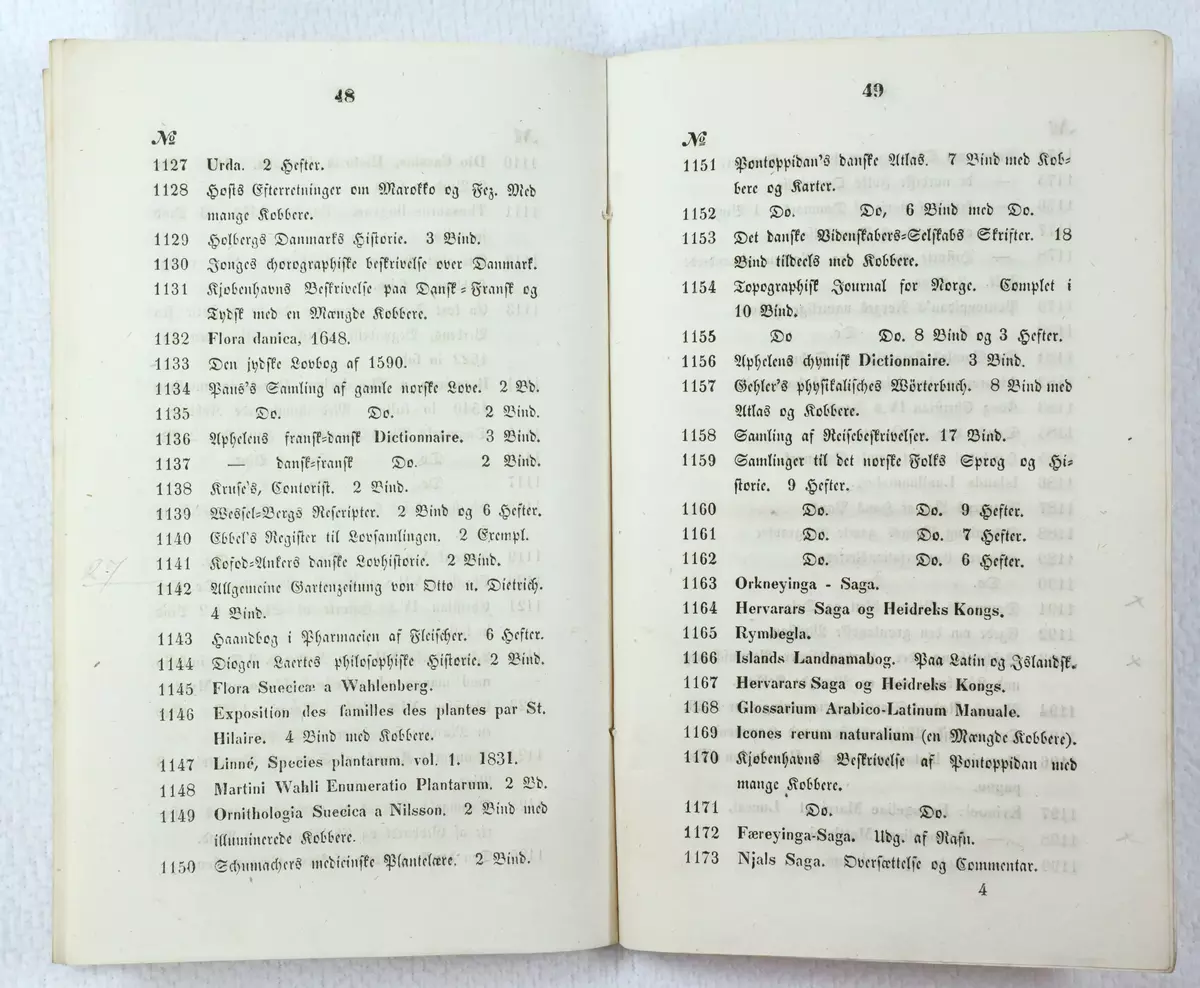 48
№
1127 Urda. 2 Hefter.
1128 Hosts Efterretninger om Marokko og Fez. Med
mange Kobbere.
1129 Holbergs Danmarks Historie. 3 Bind.
1130 Jonges chorographiske beskrivelse over Danmark.
1131 Kjøbenhavns Beskrivelse paa Dansk=Fransk og
Tydsk med en Mængde Kobbere.
1132 Flora danica, 1648.
1133 Den jydske Lovbog af 1590.
1134 Paus's Samling af gamle norske Love. 2 Bd.
1135 Do. Do. 2 Bind.
1136 Aphelens fransk=dansk Dictionnaire. 3 Bind.
1137 — dansk=fransk Do. 2 Bind.
1138 Kruse's, Contorist. 2 Bind.
1139 Wessel=Bergs Rescripter. 2 Bind og 6 Hefter.
1140 Ebbel's Register til Lovsamlingen. 2 Exempl.
1141 Kofod=Ankers danske Lovhistorie. 2 Bind.
27
1142 Allgemeine Gartenzeitung von Otto u. Dietrich.
4 Bind.
1143 Haandbog i Pharmacien af Fleischer. 6 Hefter.
1144 Diogen Laertes philosophiske Historie. 2 Bind.
1145 Flora Suecicæ a Wahlenberg.
1146 Exposition des familles des plantes par St.
Hilaire. 4 Bind med Kobbere.
1147 Linné, Species plantarum. vol. 1. 1831.
1148 Martini Wahli Enumeratio Plantarum. 2 Bd.
1149 Ornithologia Suecica a Nilsson. 2 Bind med
illuminerede Kobbere.
1150 Schumachers medicinske Plantelære. 2 Bind.
49
№
1151 Pontoppidan's danske Atlas. 7 Bind med Kob=
bere og Karter.
1152 Do. Do, 6 Bind med Do.
1153 Det danske Videnskabers=Selskabs Skrifter. 18
Bind tildeels med Kobbere.
1154 Topographisk Journal for Norge. Complet i
10 Bind.
1155 Do Do. 8 Bind og 3 Hefter.
1156 Aphelens chymisk Dictionnaire. 3 Bind.
1157 Gehler's physikalisches Wörterbuch. 8 Bind med
Atlas og Kobbere.
1158 Samling af Reisebeskrivelser. 17 Bind.
1159 Samlinger til det norske Folks Sprog og Hi=
storie. 9 Hefter.
1160 Do. Do. 9 Hefter.
1161 Do. Do. 7 Hefter.
1162 Do. Do. 6 Hefter.
1163 Orkneyinga - Saga.
1164 Hervarars Saga og Heidreks Kongs.
1165 Rymbegla.
1166 Islands Landnamabog. Paa Latin og Islandsk.
1167 Hervarars Saga og Heidreks Kongs.
1168 Glossarium Arabico-Latinum Manuale.
1169 Icones rerum naturalium (en Mængde Kobbere).
1170 Kjøbenhavns Beskrivelse af Pontoppidan med
mange Kobbere.
1171 Do. Do.
1172 Færeyinga-Saga. Udg. af Rafn.
1173 Njals Saga. Oversættelse og Commentar.
4